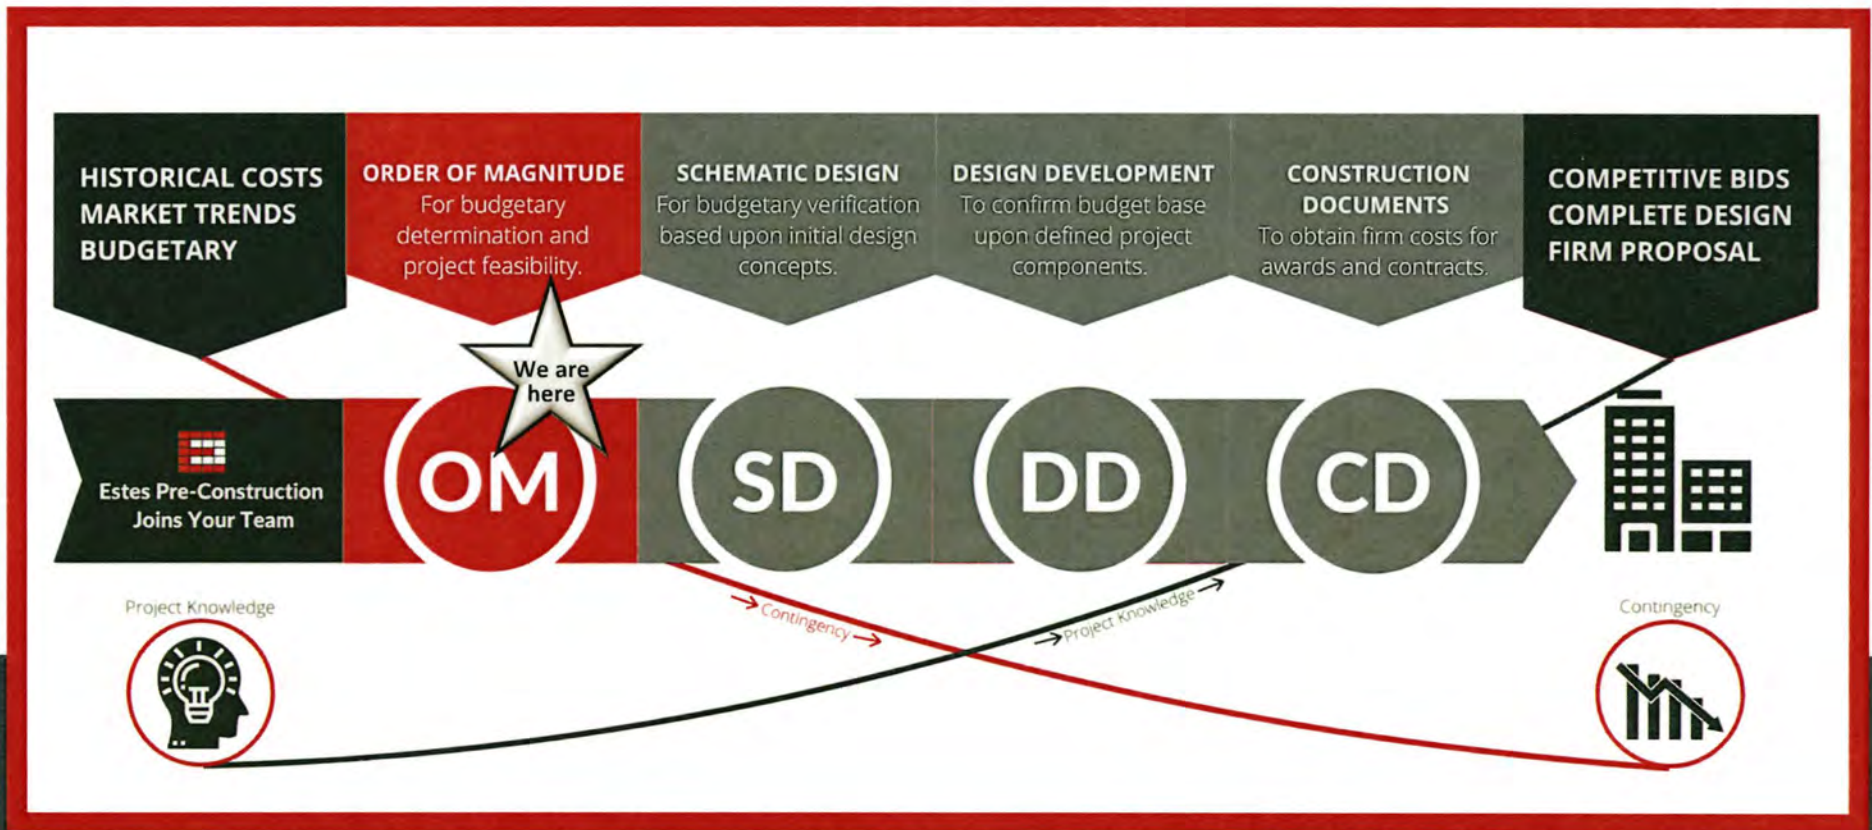 HISTORICAL COSTS
MARKET TRENDS
BUDGETARY
ORDER OF MAGNITUDE
For budgetary
determination and
project feasibility.
SCHEMATIC DESIGN
For budgetary verification
based upon initial design
concepts.
DESIGN DEVELOPMENT
To confirm budget base
upon defined project
components.
CONSTRUCTION
DOCUMENTS
To obtain firm costs for
awards and contracts.
COMPETITIVE BIDS
COMPLETE DESIGN
FIRM PROPOSAL
We are
here
Estes Pre-Construction
Joins Your Team
OM
SD
DD
CD
Project Knowledge
Contingency
Project Knowledge
Contingency